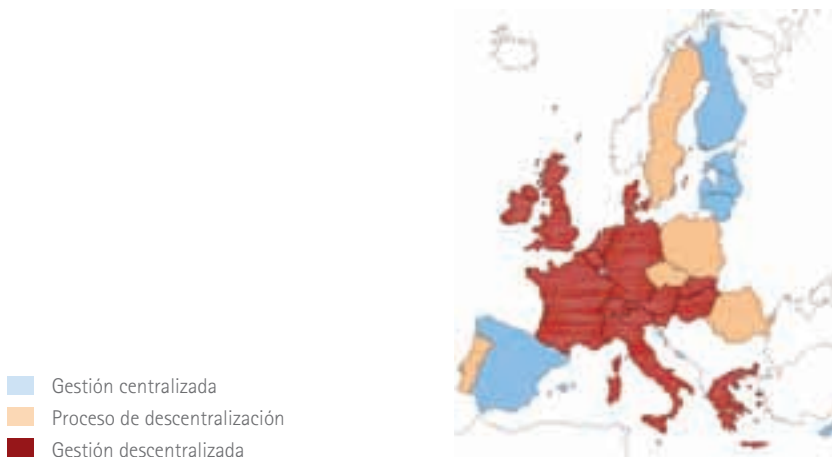 Gestión centralizada
Proceso de descentralización
Gestión descentralizada